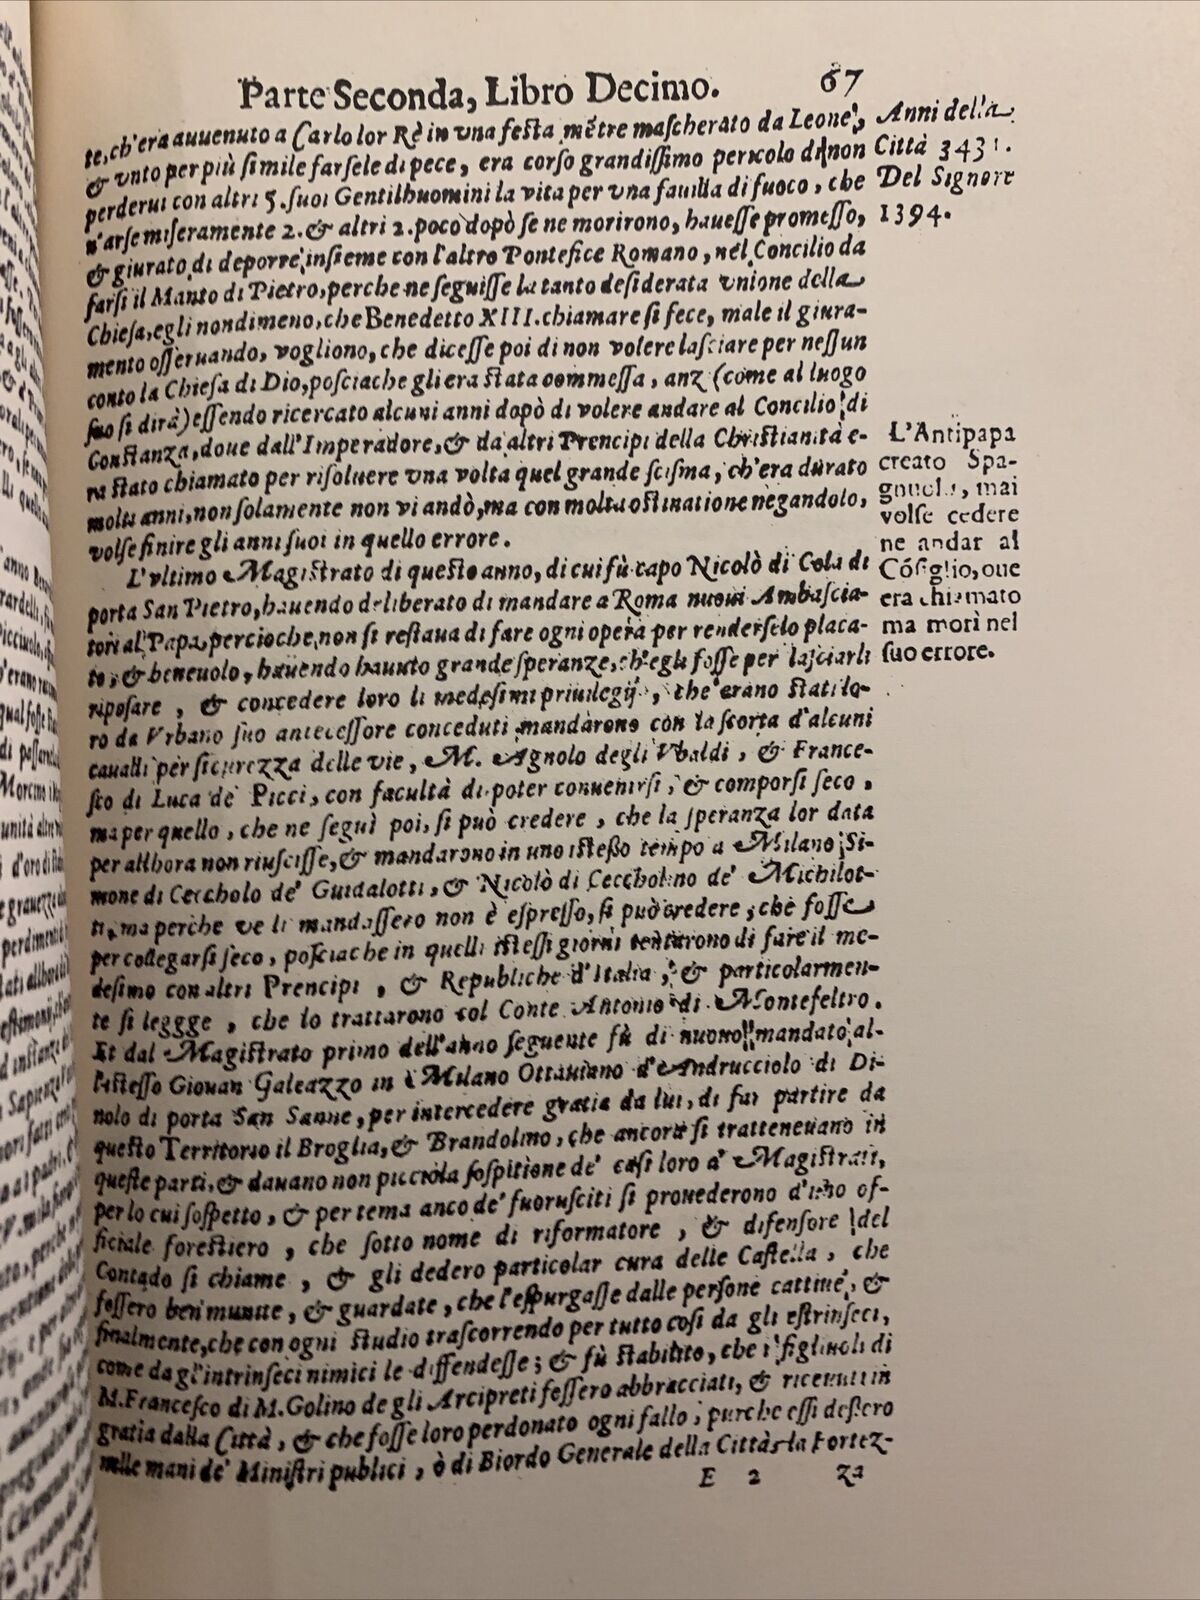 Parte Seconda, Libro Decimo. 67
te, ch'era auuenuto a Carlo lor Rè in vna festa mẽtre mascherato da Leone,
& vnto per più simile farsele di pece, era corso grandissimo pericolo di non
perderui con altri 5. suoi Gentilhuomini la vita per vna fauilla di fuoco, che
n'arse miseramente 2. & altri 2. poco dopò se ne morirono, hauesse promesso,
& giurato di deporre insieme con l'altro Pontefice Romano, nel Concilio da
farsi il Manto di Pietro, perche ne seguisse la tanto desiderata vnione della
Chiesa, egli nondimeno, che Benedetto XIII. chiamare si fece, male il giura-
mento osseruando, vogliono, che dicesse poi di non volere lasciare per nessun
conto la Chiesa di Dio, posciache gli era stata commessa, anz (come al luogo
suo si dirà) essendo ricercato alcuni anni dopò di volere andare al Concilio di
Constanza, doue dall'Imperadore, & da altri Prencipi della Christianità e-
ra stato chiamato per risoluere vna volta quel grande scisma, ch'era durato
molti anni, non solamente non vi andò, ma con molta ostinatione negandolo,
volse finire gli anni suoi in quello errore.
L'vltimo Magistrato di questo anno, di cui fù capo Nicolò di Cola di
porta San Pietro, hauendo deliberato di mandare a Roma nuoui Ambascia-
tori al Papa, percioche, non si restaua di fare ogni opera per renderselo placa-
to, & beneuolo, hauendo hauuto grande speranze, ch'egli fosse per lasciarli
riposare, & concedere loro li medesimi priuilegij, che'erano stati lo-
ro da Vrbano suo antecessore conceduti mandarono con la scorta d'alcuni
caualli per sicurezza delle vie, M. Agnolo degli Vbaldi, & France-
sco di Luca de' Picci, con facultà di poter conuenirsi, & comporsi seco,
ma per quello, che ne seguì poi, si può credere, che la speranza lor data
per allhora non riuscisse, & mandarono in uno istesso tempo a Milano Si-
mone di Ceccholo de' Guidalotti, & Nicolò di Ceccholino de' Michilot-
ti, ma perche ve li mandassero non è espresso, si può credere, che fosse
per collegarsi seco, posciache in quelli istessi giorni tentarono di fare il me-
desimo con altri Prencipi, & Republiche d'Italia, & particolarmen-
te si leggge, che lo trattarono col Conte Antonio di Montefeltro.
Et dal Magistrato primo dell'anno seguente fù di nuouo mandato al-
l'istesso Giouan Galeazzo in Milano Ottauiano d'Andrucciolo di Di-
nolo di porta San Sanne, per intercedere gratia da lui, di far partire da
questo Territorio il Broglia, & Brandolino, che ancora si tratteneuano in
queste parti, & dauano non picciola sospitione de' casi loro a' Magistrati,
per lo cui sospetto, & per tema anco de' fuorusciti si prouederono d'uno of-
ficiale forestiero, che sotto nome di riformatore, & difensore del
Contado si chiame, & gli dedero particolar cura delle Castella, che
fossero ben munite, & guardate, che l'espurgasse dalle persone cattiue, &
finalmente, che con ogni studio trascorrendo per tutto così da gli estrinseci,
come da gl'intrinseci nimici le diffendesse; & fù stabilito, che i figliuoli di
M. Francesco di M. Golino de gli Arcipreti fossero abbracciati, & riceuuti in
gratia dalla Città, & che fosse loro perdonato ogni fallo, purche essi dessero
nelle mani de' Ministri publici, ò di Biordo Generale della Città, la Fortez-
E 2 za
Anni della
Città 3431.
Del Signore
1394.
L'Antipapa
creato Spa-
gnuolo, mai
volse cedere
ne andar al
Cõsiglio, oue
era chiamato
ma morì nel
suo errore.